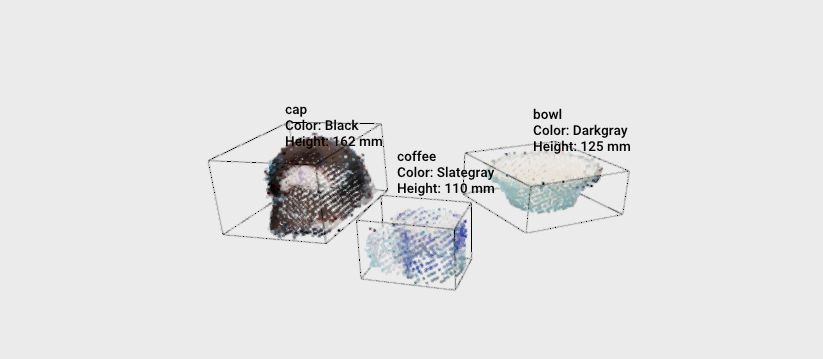 cap
Color: Black
Height: 162 mm
coffee
Color: Slategray
Height: 110 mm
bowl
Color: Darkgray
Height: 125 mm